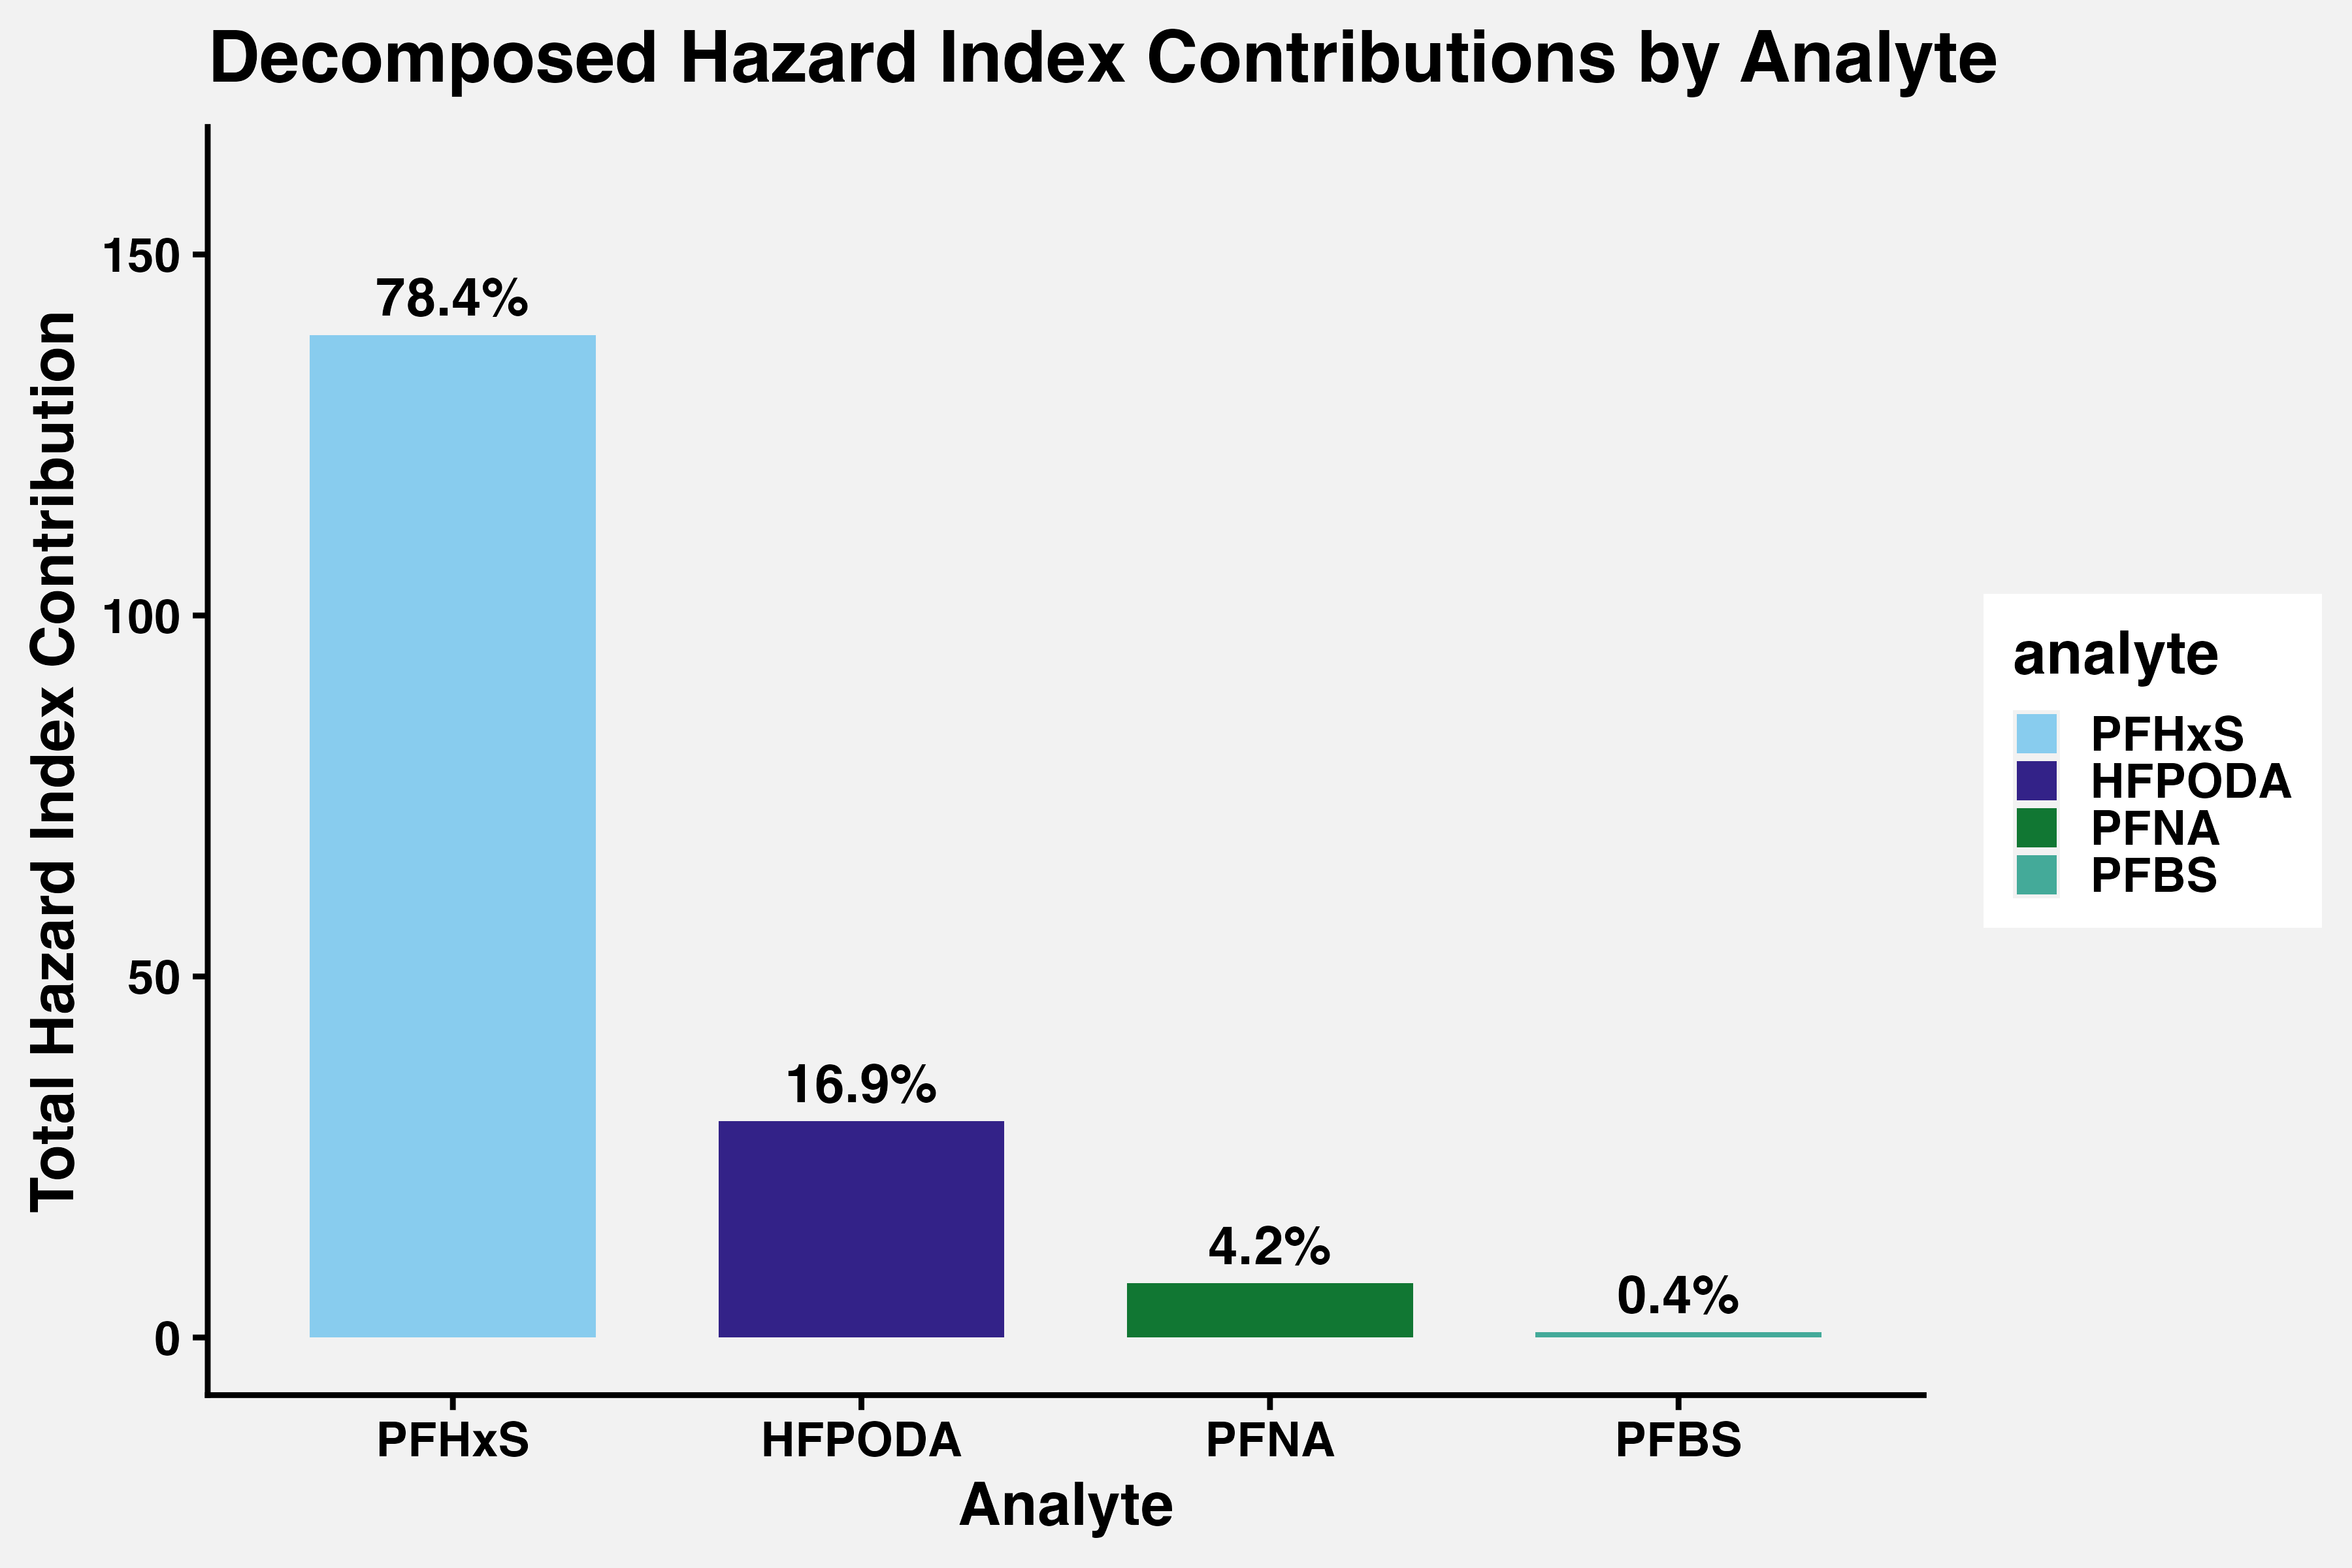 Decomposed Hazard Index Contributions by Analyte
Total Hazard Index Contribution
150
100
50
0
78.4%
16.9%
4.2%
0.4%
PFHxS
HFPODA
PFNA
PFBS
Analyte
analyte
PFHxS
HFPODA
PFNA
PFBS